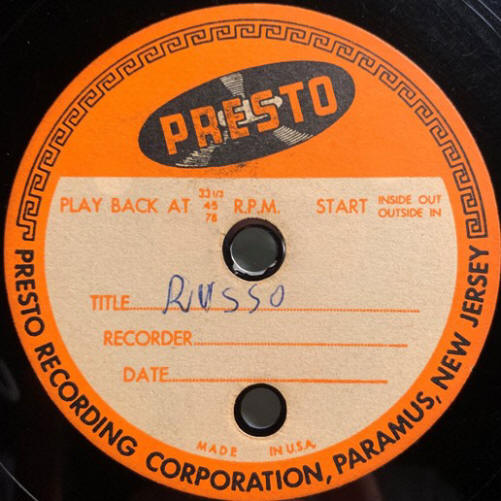 PRESTO
33 1/3
PLAY BACK AT 45 R.P.M. START INSIDE OUT
78 OUTSIDE IN
TITLE RUSSO
RECORDER
DATE
MADE IN U.S.A.
PRESTO RECORDING CORPORATION, PARAMUS, NEW JERSEY